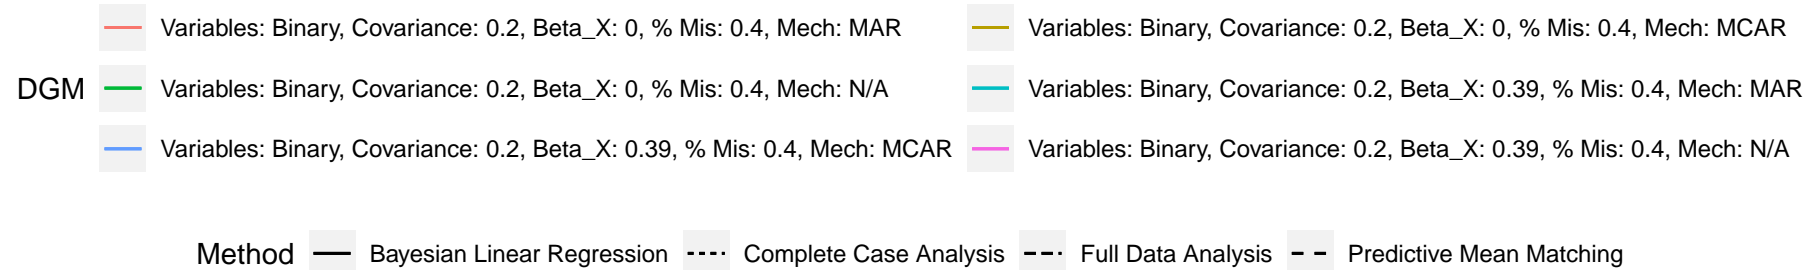 Variables: Binary, Covariance: 0.2, Beta_X: 0, % Mis: 0.4, Mech: MAR Variables: Binary, Covariance: 0.2, Beta_X: 0, % Mis: 0.4, Mech: MCAR
DGM Variables: Binary, Covariance: 0.2, Beta_X: 0, % Mis: 0.4, Mech: N/A Variables: Binary, Covariance: 0.2, Beta_X: 0.39, % Mis: 0.4, Mech: MAR
Variables: Binary, Covariance: 0.2, Beta_X: 0.39, % Mis: 0.4, Mech: MCAR Variables: Binary, Covariance: 0.2, Beta_X: 0.39, % Mis: 0.4, Mech: N/A
Method Bayesian Linear Regression Complete Case Analysis Full Data Analysis Predictive Mean Matching